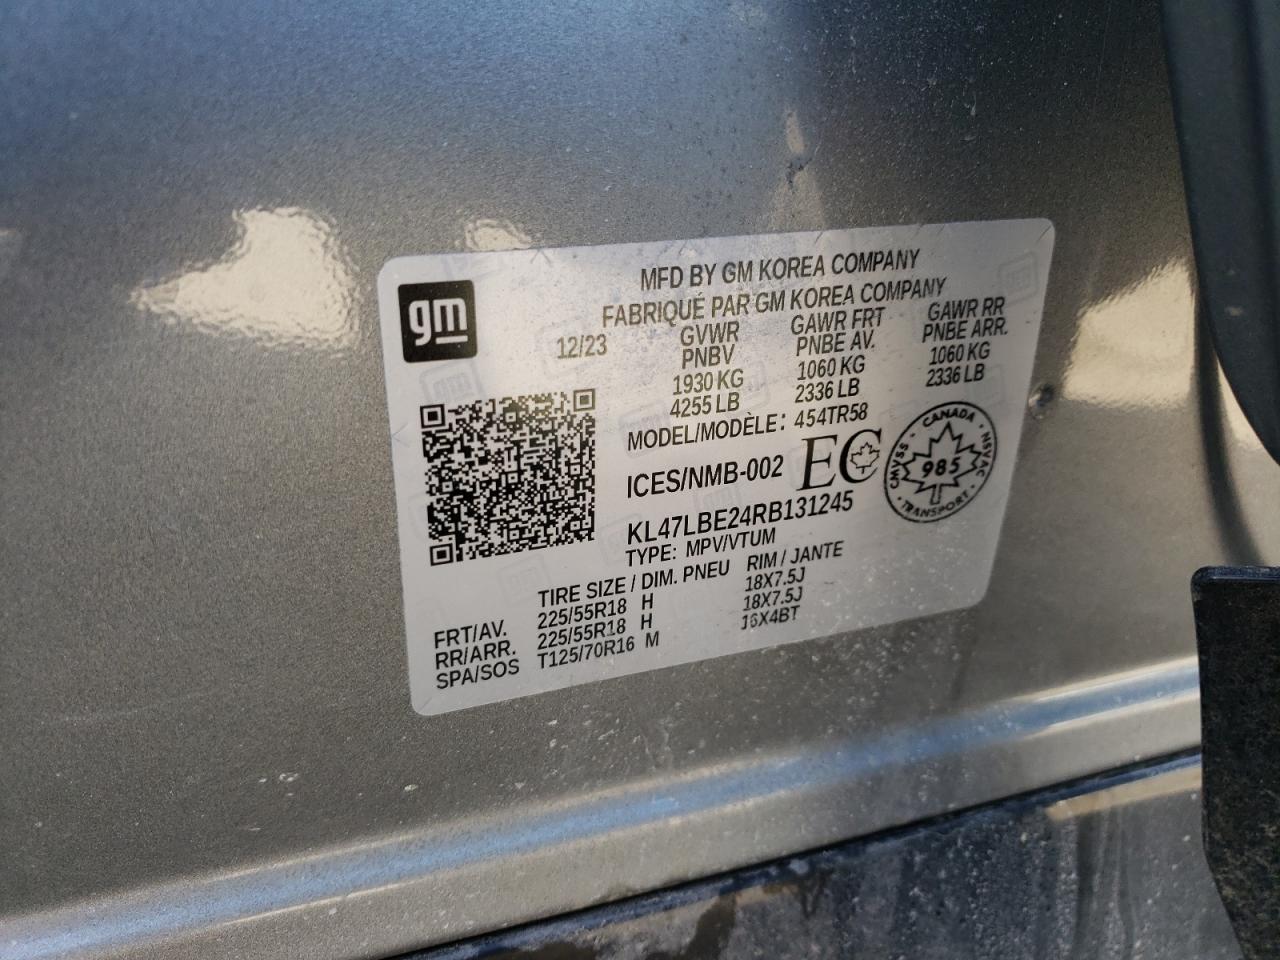 gm
MFD BY GM KOREA COMPANY
FABRIQUÉ PAR GM KOREA COMPANY
12/23
GVWR GAWR FRT GAWR RR
PNBV PNBE AV. PNBE ARR.
1930 KG 1060 KG 1060 KG
4255 LB 2336 LB 2336 LB
MODEL/MODÈLE: 454TR58
ICES/NMB-002 EC
CANADA
CMVSS 985 NSVAC
TRANSPORT
KL47LBE24RB131245
TYPE: MPV/VTUM
TIRE SIZE / DIM. PNEU RIM / JANTE
FRT/AV. 225/55R18 H 18X7.5J
RR/ARR. 225/55R18 H 18X7.5J
SPA/SOS T125/70R16 M 16X4BT